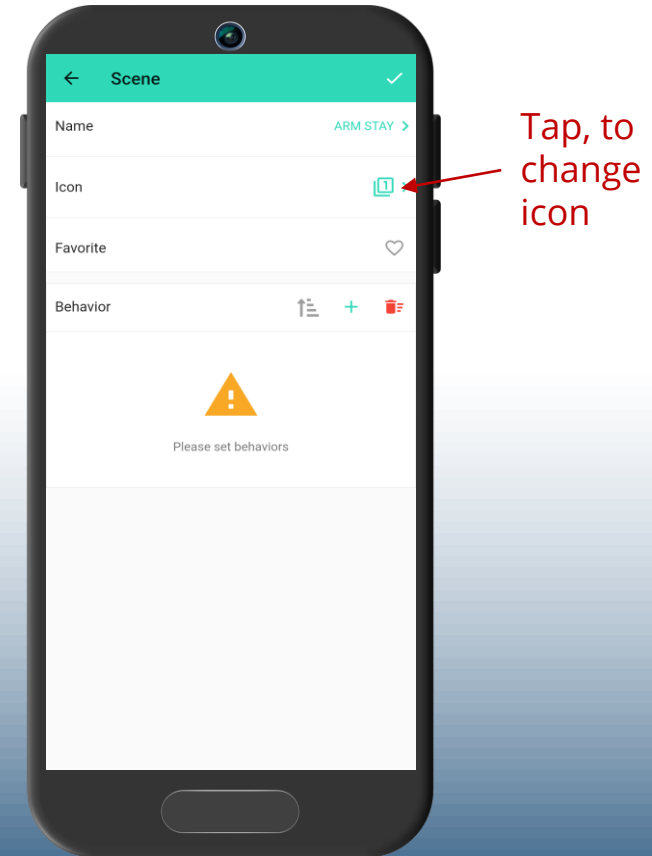 Scene
Name ARM STAY
Tap, to
change
icon
Icon 1
Favorite
Behavior
Please set behaviors